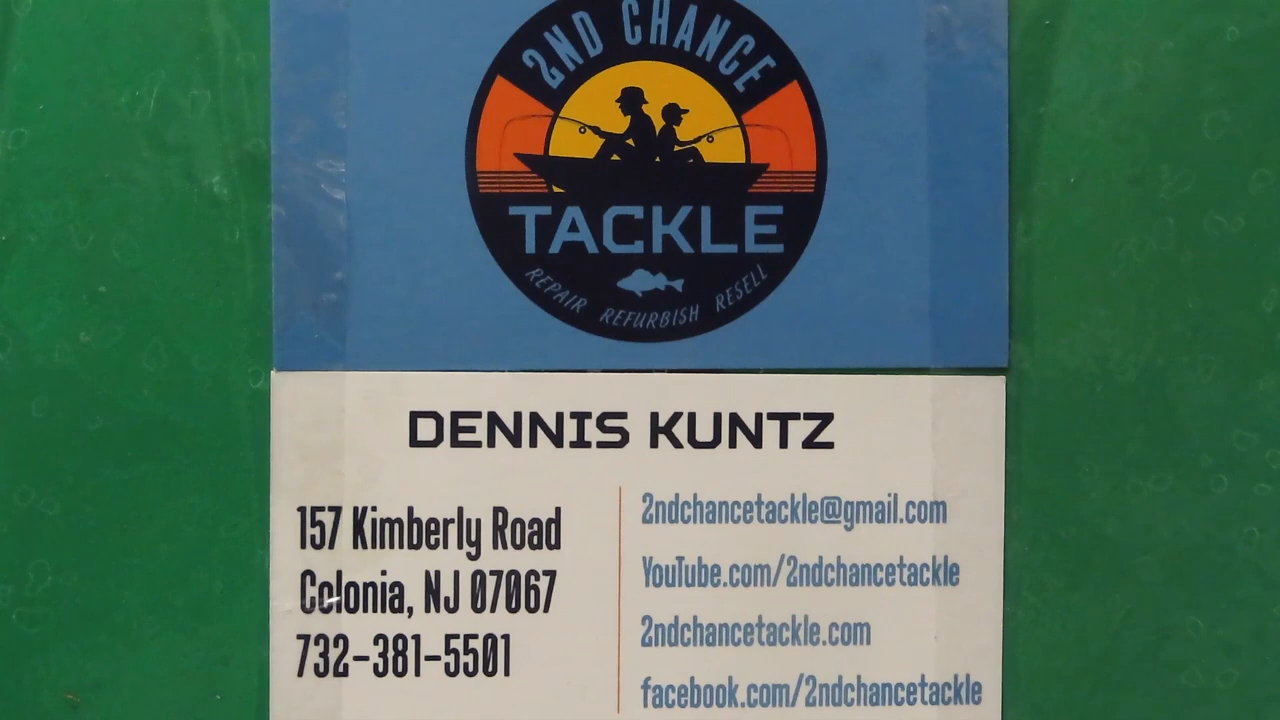 2ND CHANCE
TACKLE
REPAIR REFURBISH RESELL
DENNIS KUNTZ
157 Kimberly Road
Colonia, NJ 07067
732-381-5501
2ndchancetackle@gmail.com
YouTube.com/2ndchancetackle
2ndchancetackle.com
facebook.com/2ndchancetackle